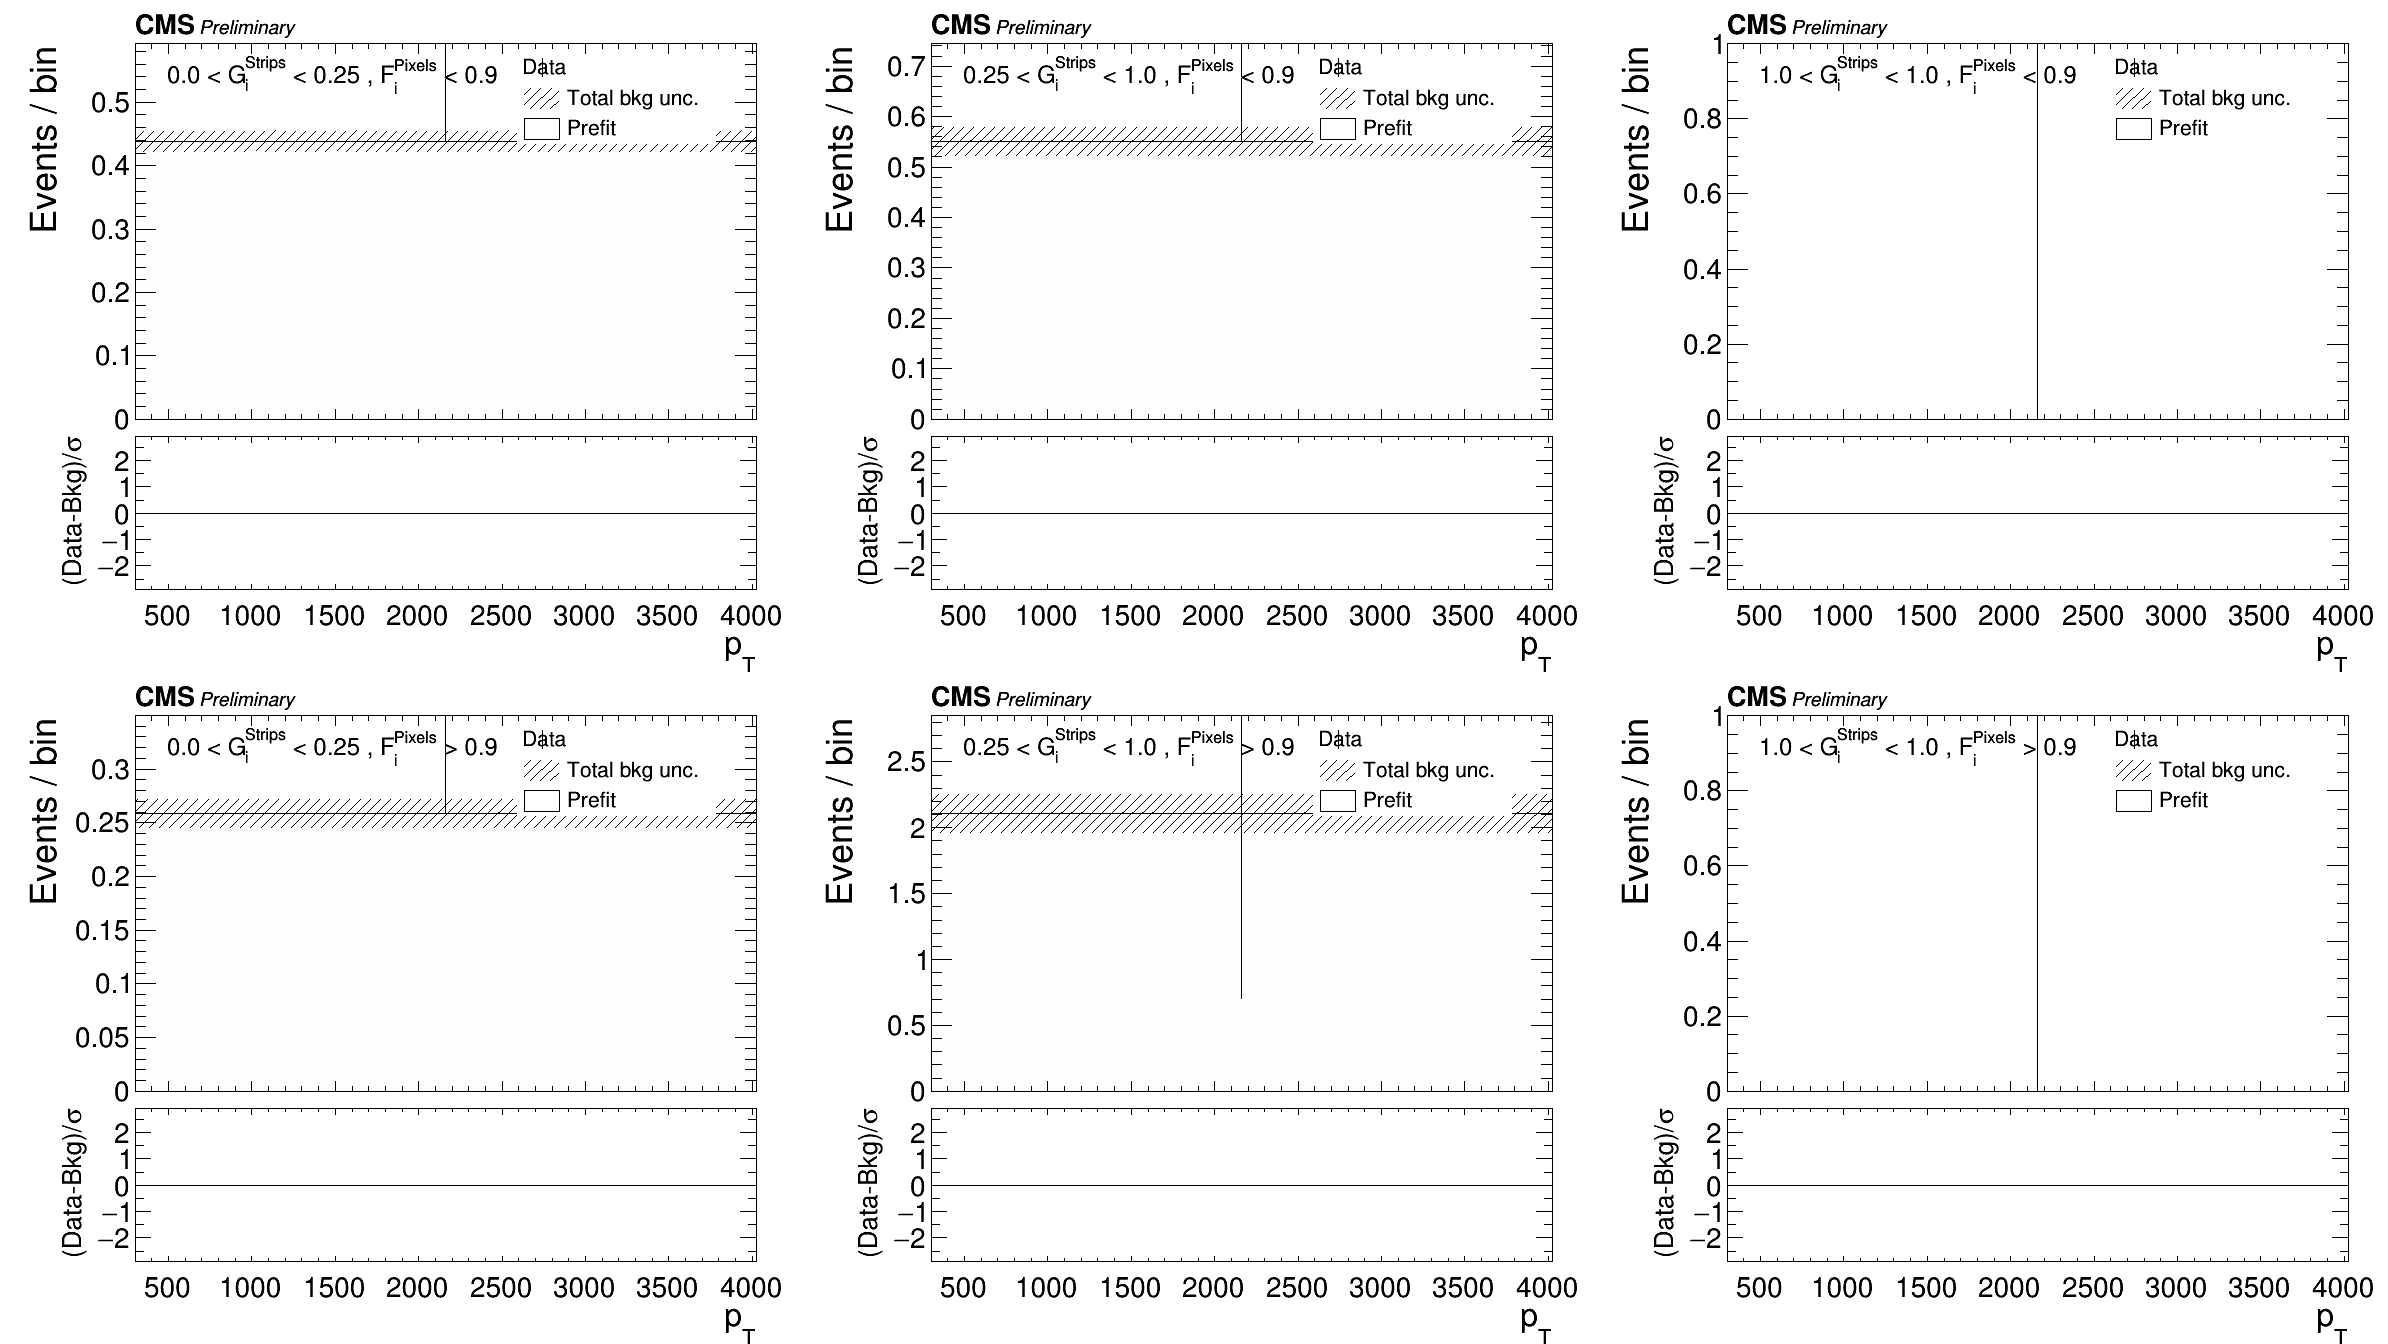 CMS Preliminary
Events / bin
0.0 < G_i^Strips < 0.25 , F_i^Pixels < 0.9
Data
Total bkg unc.
Prefit
0.5
0.4
0.3
0.2
0.1
0
(Data-Bkg)/σ
2
1
0
−1
−2
500 1000 1500 2000 2500 3000 3500 4000
p_T
CMS Preliminary
Events / bin
0.25 < G_i^Strips < 1.0 , F_i^Pixels < 0.9
Data
Total bkg unc.
Prefit
0.7
0.6
0.5
0.4
0.3
0.2
0.1
0
(Data-Bkg)/σ
2
1
0
−1
−2
500 1000 1500 2000 2500 3000 3500 4000
p_T
CMS Preliminary
Events / bin
1.0 < G_i^Strips < 1.0 , F_i^Pixels < 0.9
Data
Total bkg unc.
Prefit
1
0.8
0.6
0.4
0.2
0
(Data-Bkg)/σ
2
1
0
−1
−2
500 1000 1500 2000 2500 3000 3500 4000
p_T
CMS Preliminary
Events / bin
0.0 < G_i^Strips < 0.25 , F_i^Pixels > 0.9
Data
Total bkg unc.
Prefit
0.3
0.25
0.2
0.15
0.1
0.05
0
(Data-Bkg)/σ
2
1
0
−1
−2
500 1000 1500 2000 2500 3000 3500 4000
p_T
CMS Preliminary
Events / bin
0.25 < G_i^Strips < 1.0 , F_i^Pixels > 0.9
Data
Total bkg unc.
Prefit
2.5
2
1.5
1
0.5
0
(Data-Bkg)/σ
2
1
0
−1
−2
500 1000 1500 2000 2500 3000 3500 4000
p_T
CMS Preliminary
Events / bin
1.0 < G_i^Strips < 1.0 , F_i^Pixels > 0.9
Data
Total bkg unc.
Prefit
1
0.8
0.6
0.4
0.2
0
(Data-Bkg)/σ
2
1
0
−1
−2
500 1000 1500 2000 2500 3000 3500 4000
p_T